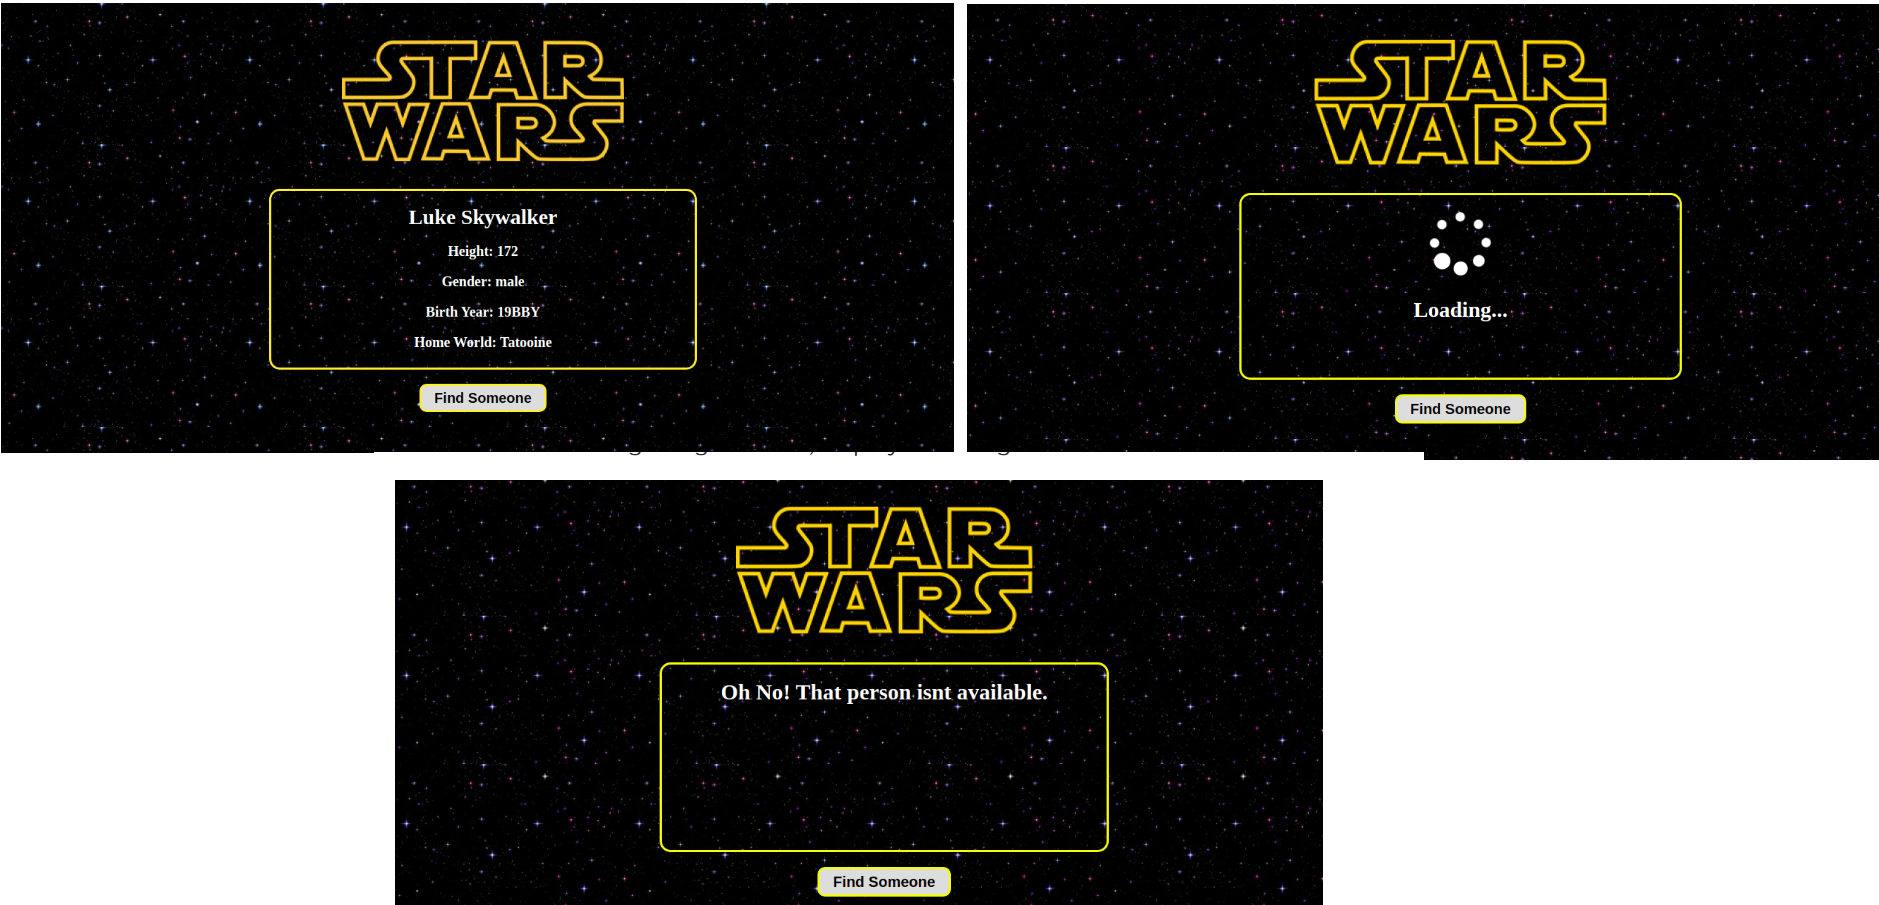 STAR
WARS
Luke Skywalker
Height: 172
Gender: male
Birth Year: 19BBY
Home World: Tatooine
Find Someone
STAR
WARS
Loading...
Find Someone
STAR
WARS
Oh No! That person isnt available.
Find Someone